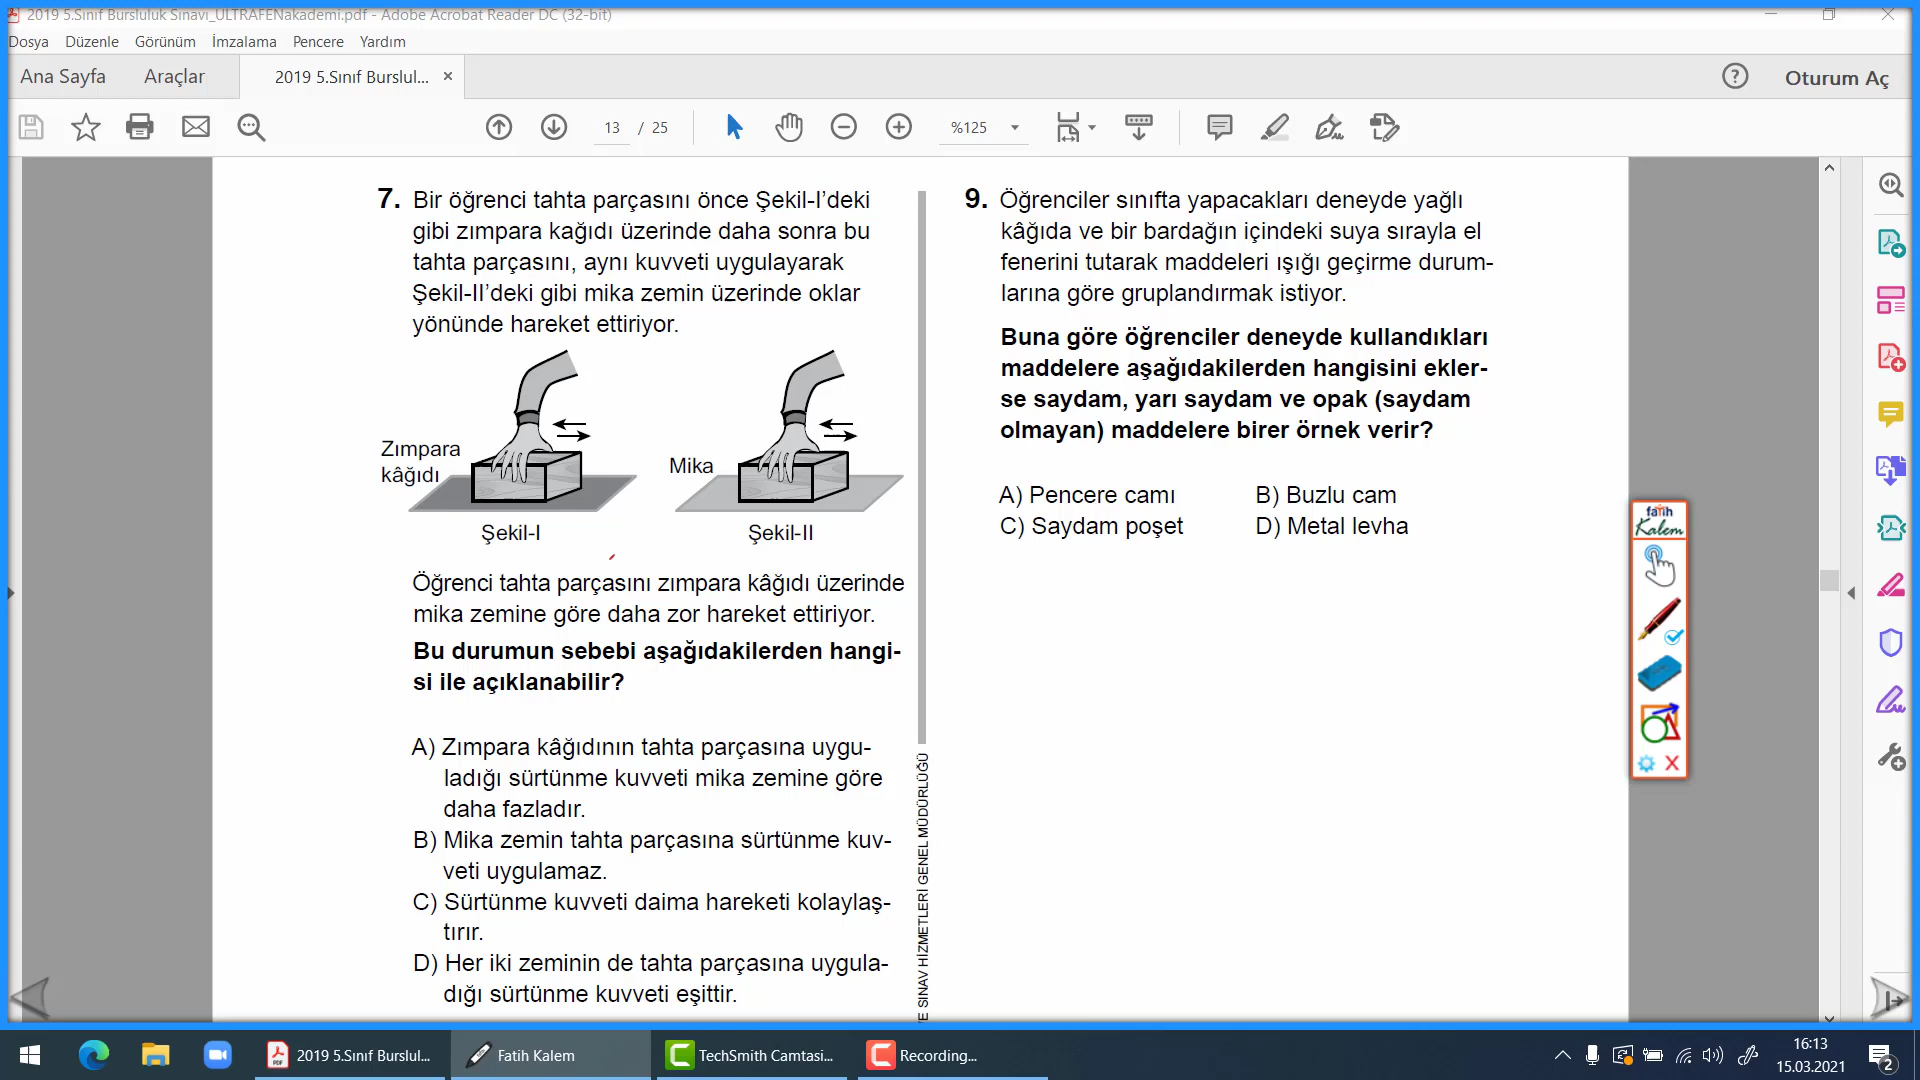 2019 5.Sınıf Bursluluk Sınavı_ULTRAFENakademi.pdf - Adobe Acrobat Reader DC (32-bit)
Dosya Düzenle Görünüm İmzalama Pencere Yardım
Ana Sayfa Araçlar 2019 5.Sınıf Burslul... × Oturum Aç
13 / 25 %125
7. Bir öğrenci tahta parçasını önce Şekil-I’deki
gibi zımpara kağıdı üzerinde daha sonra bu
tahta parçasını, aynı kuvveti uygulayarak
Şekil-II’deki gibi mika zemin üzerinde oklar
yönünde hareket ettiriyor.
Zımpara
kâğıdı
Mika
Şekil-I
Şekil-II
Öğrenci tahta parçasını zımpara kâğıdı üzerinde
mika zemine göre daha zor hareket ettiriyor.
Bu durumun sebebi aşağıdakilerden hangi-
si ile açıklanabilir?
A) Zımpara kâğıdının tahta parçasına uygu-
ladığı sürtünme kuvveti mika zemine göre
daha fazladır.
B) Mika zemin tahta parçasına sürtünme kuv-
veti uygulamaz.
C) Sürtünme kuvveti daima hareketi kolaylaş-
tırır.
D) Her iki zeminin de tahta parçasına uygula-
dığı sürtünme kuvveti eşittir.
VE SINAV HİZMETLERİ GENEL MÜDÜRLÜĞÜ
9. Öğrenciler sınıfta yapacakları deneyde yağlı
kâğıda ve bir bardağın içindeki suya sırayla el
fenerini tutarak maddeleri ışığı geçirme durum-
larına göre gruplandırmak istiyor.
Buna göre öğrenciler deneyde kullandıkları
maddelere aşağıdakilerden hangisini ekler-
se saydam, yarı saydam ve opak (saydam
olmayan) maddelere birer örnek verir?
A) Pencere camı B) Buzlu cam
C) Saydam poşet D) Metal levha
fatih
Kalem
2019 5.Sınıf Burslul... Fatih Kalem TechSmith Camtasi... Recording...
16:13
15.03.2021
2